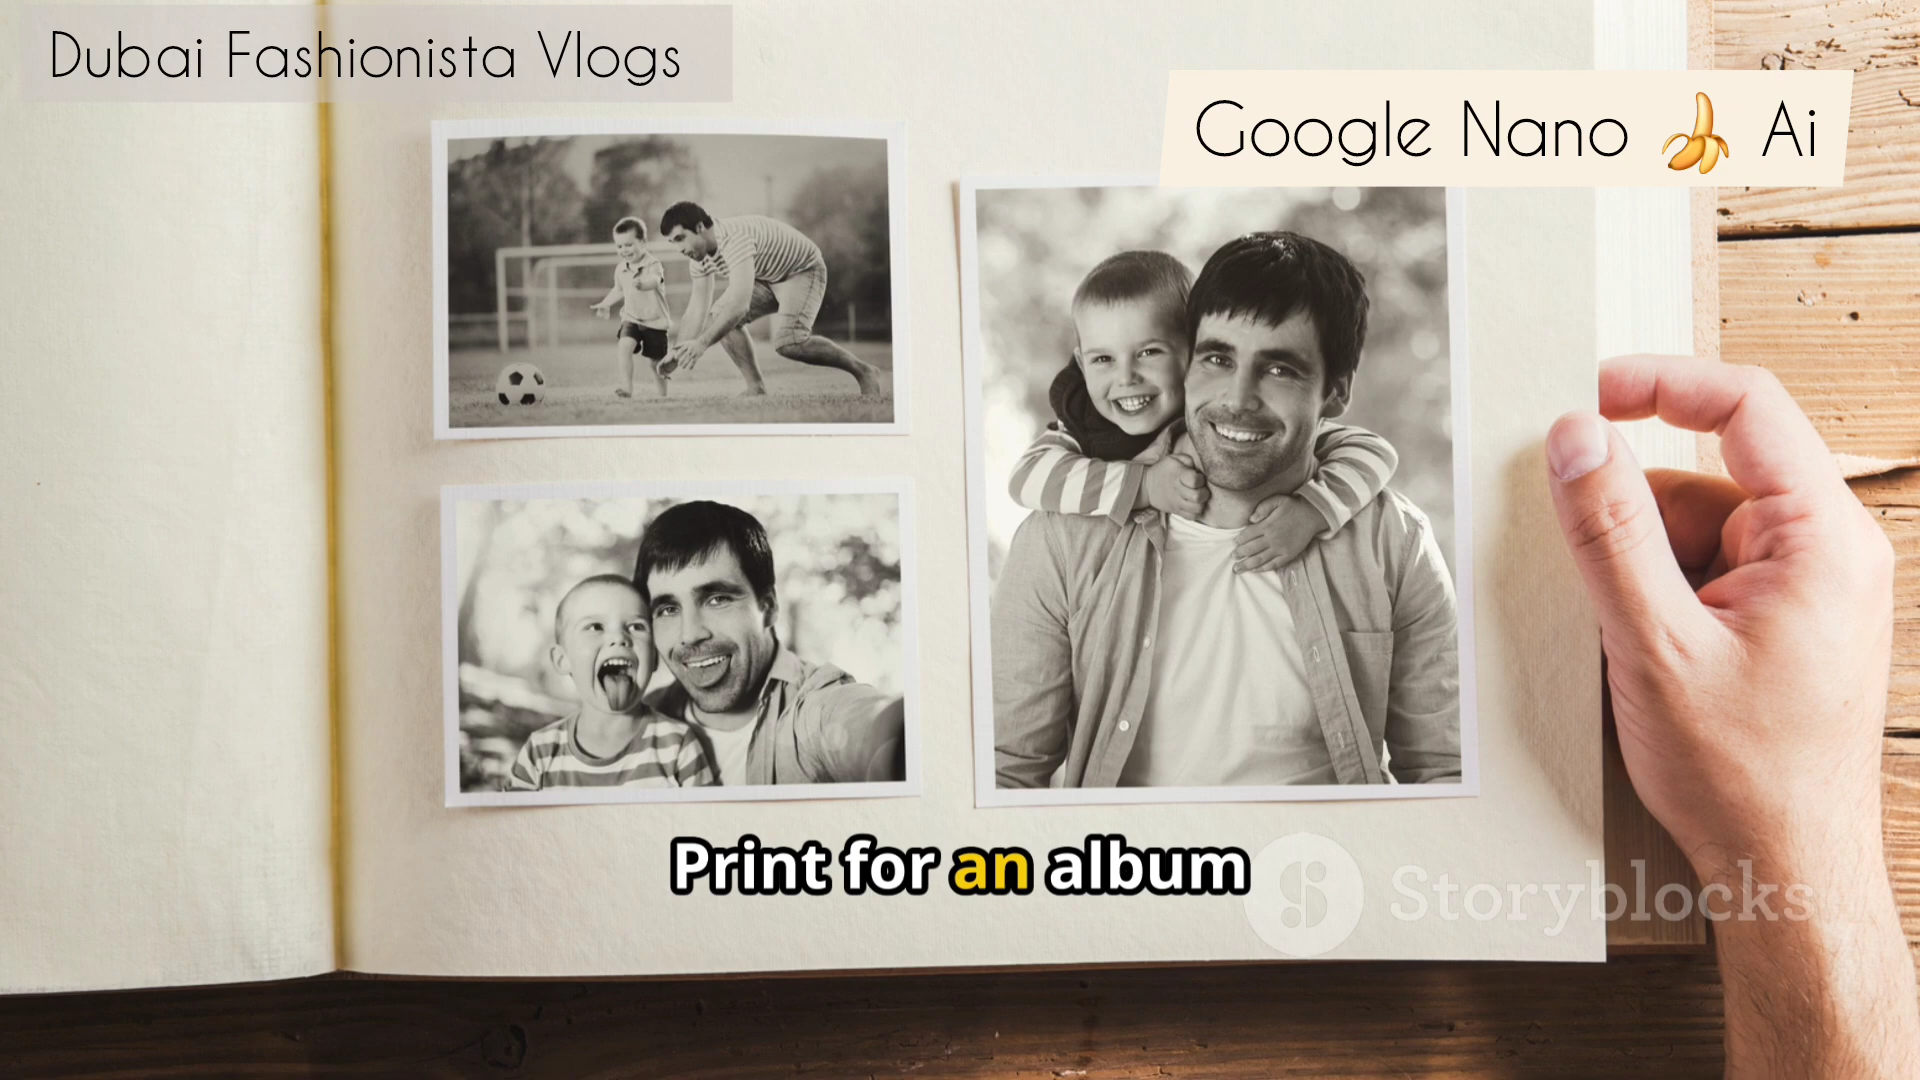 Dubai Fashionista Vlogs
Google Nano 🍌 Ai
Print for an album
Storyblocks